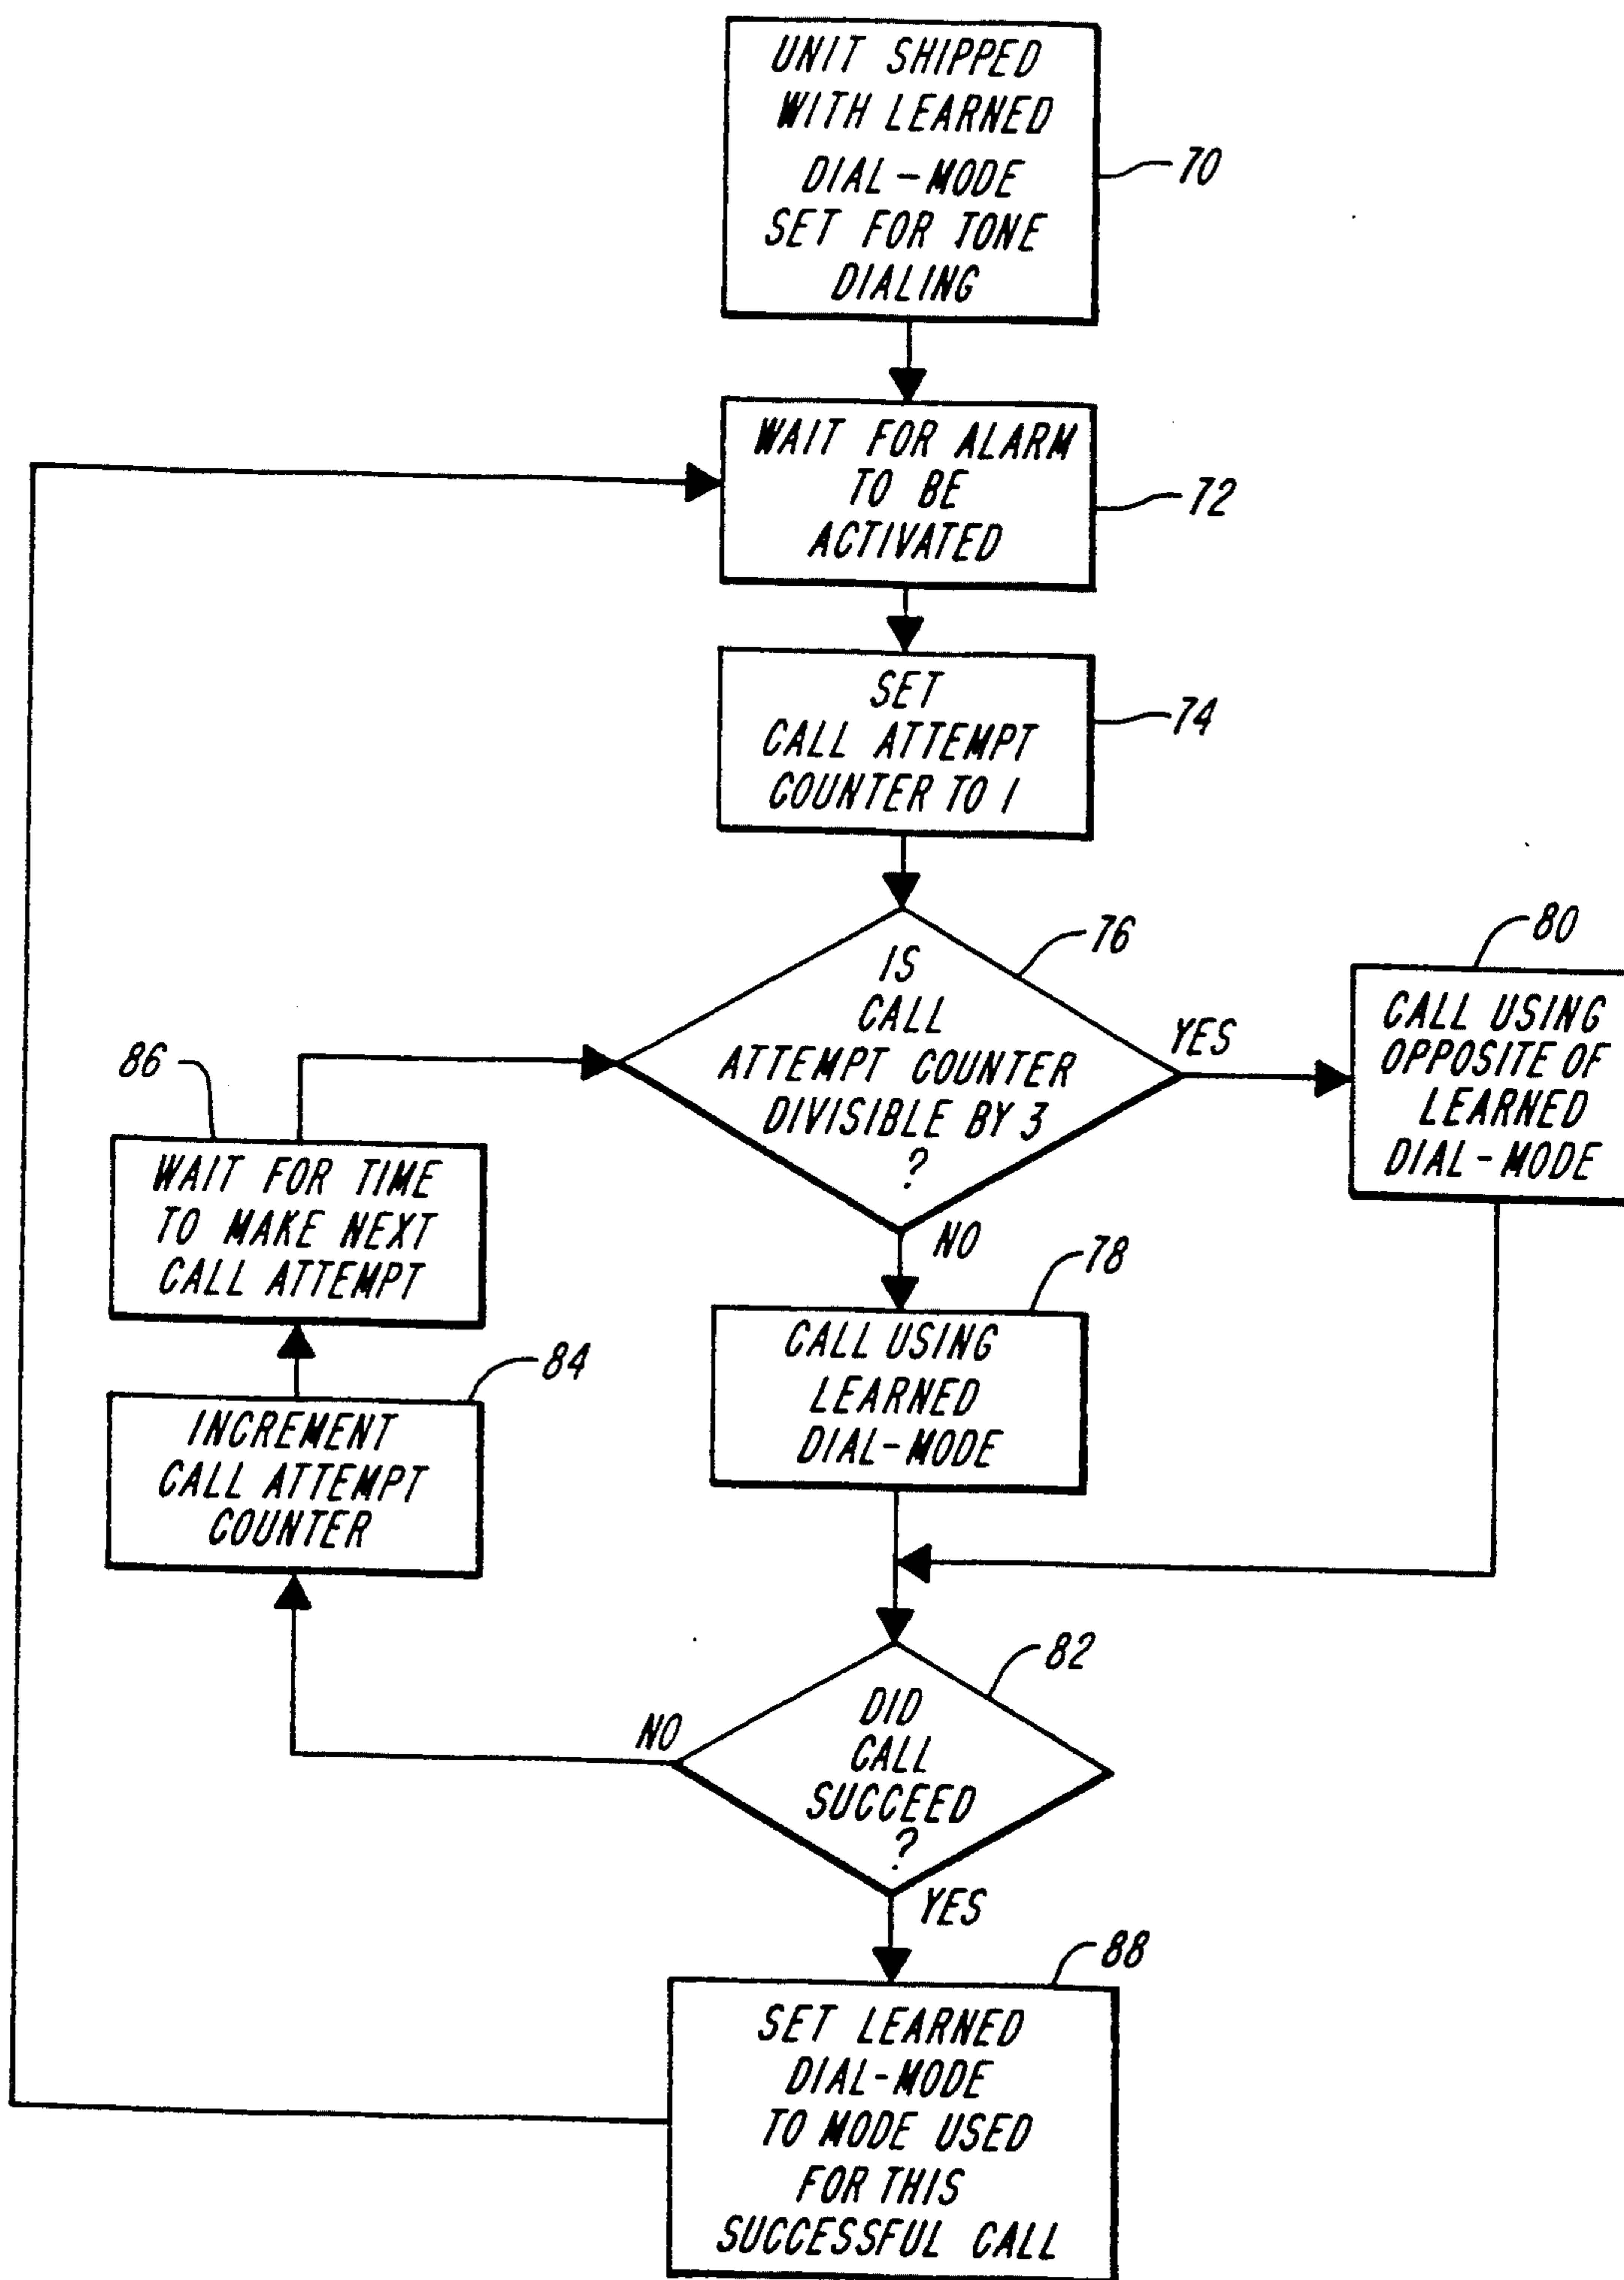 UNIT SHIPPED
WITH LEARNED
DIAL-MODE
SET FOR TONE
DIALING
70
WAIT FOR ALARM
TO BE
ACTIVATED
72
SET
CALL ATTEMPT
COUNTER TO 1
74
IS
CALL
ATTEMPT COUNTER
DIVISIBLE BY 3
?
76
YES
80
CALL USING
OPPOSITE OF
LEARNED
DIAL-MODE
86
WAIT FOR TIME
TO MAKE NEXT
CALL ATTEMPT
NO
78
CALL USING
LEARNED
DIAL-MODE
84
INCREMENT
CALL ATTEMPT
COUNTER
82
DID
CALL
SUCCEED
?
NO
YES
88
SET LEARNED
DIAL-MODE
TO MODE USED
FOR THIS
SUCCESSFUL CALL